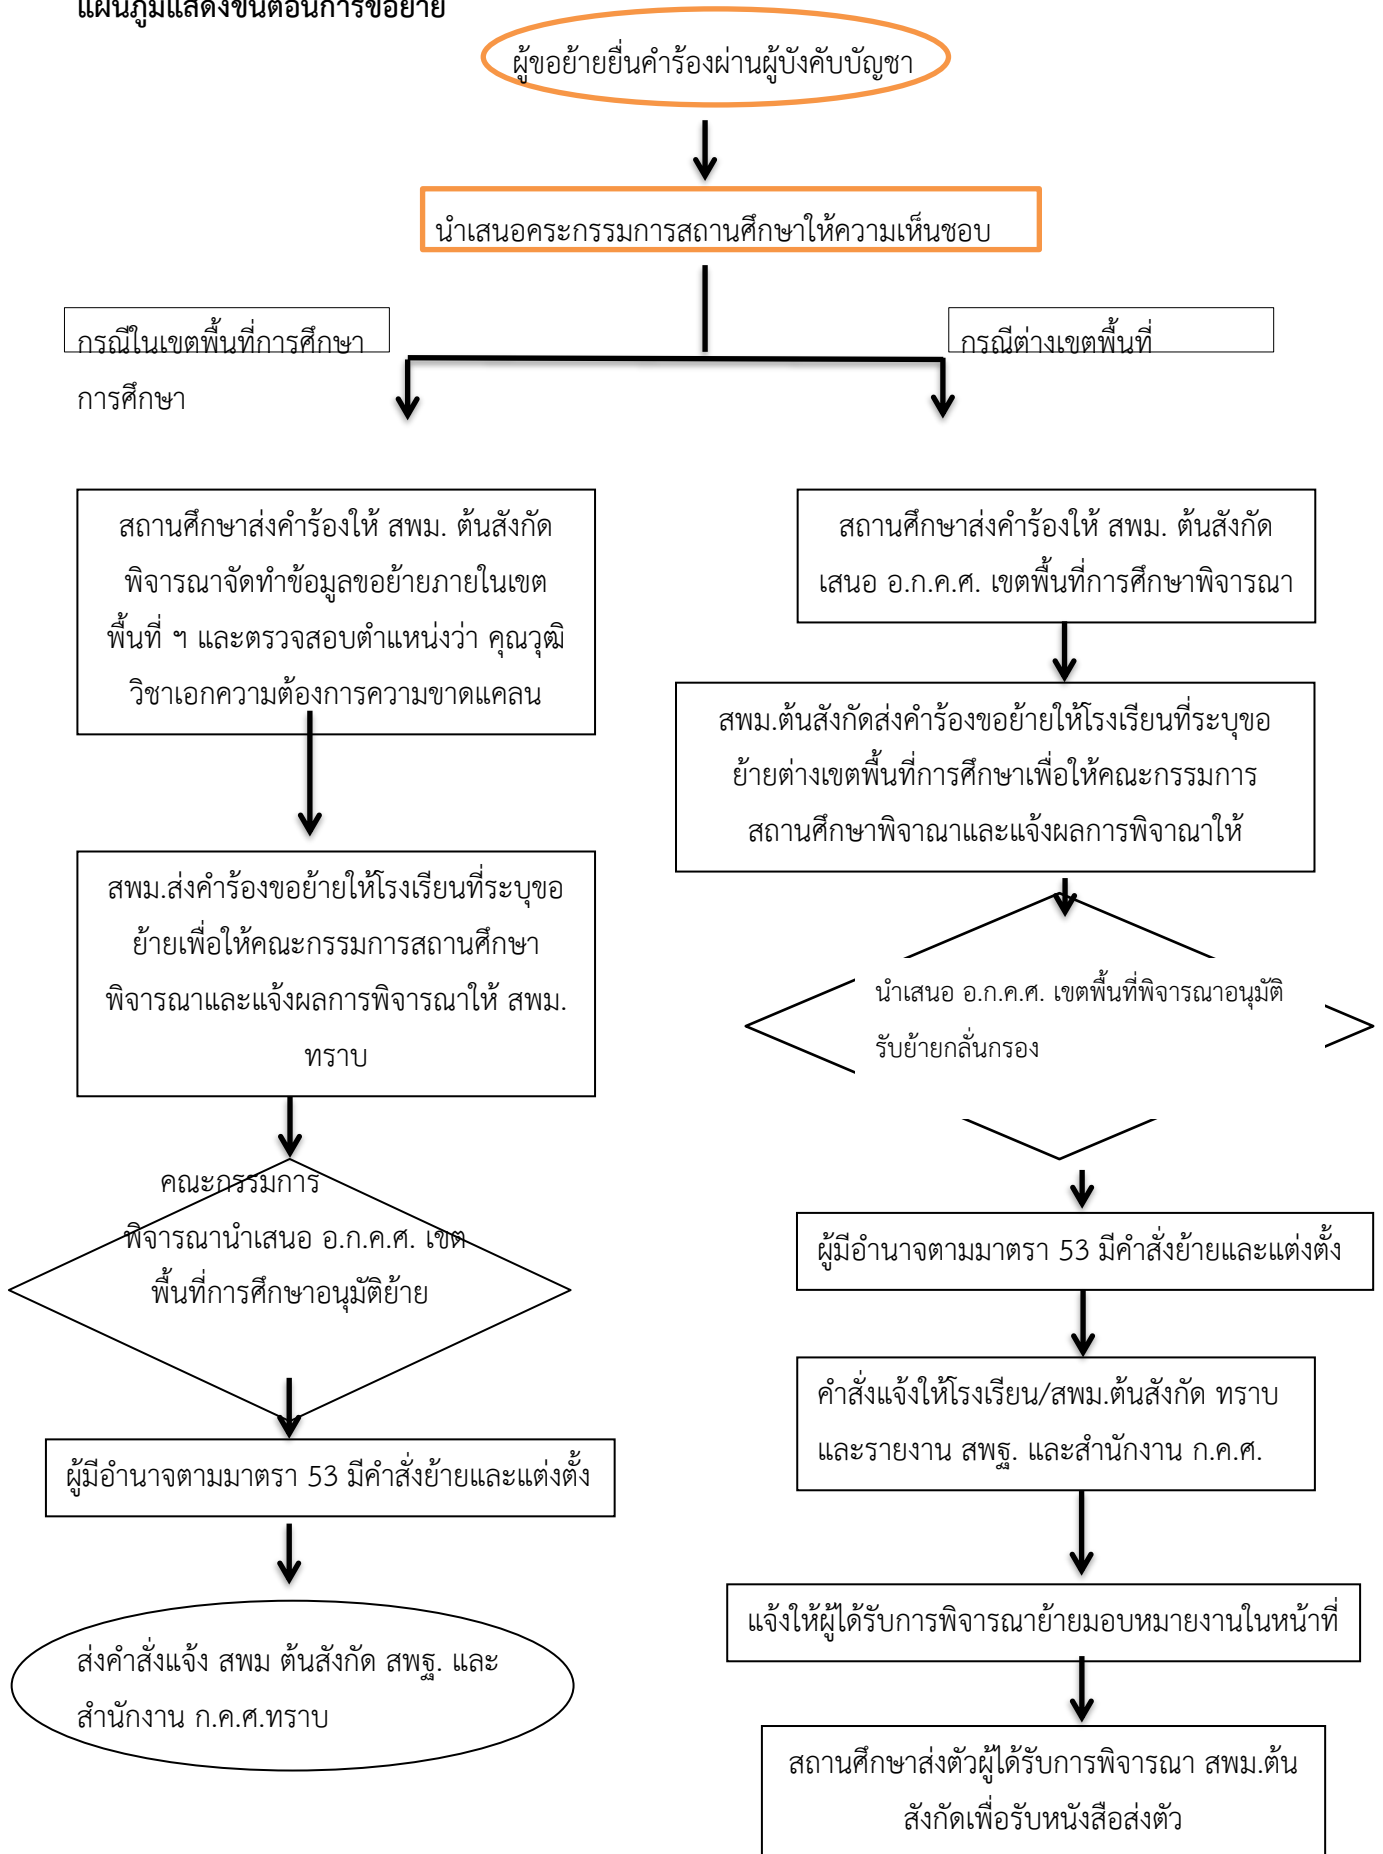 แผนภูมิแสดงขั้นตอนการขอย้าย
ผู้ขอย้ายยื่นคำร้องผ่านผู้บังคับบัญชา
นำเสนอคระกรรมการสถานศึกษาให้ความเห็นชอบ
กรณีในเขตพื้นที่การศึกษา
การศึกษา
กรณีต่างเขตพื้นที่
สถานศึกษาส่งคำร้องให้ สพม. ต้นสังกัด
พิจารณาจัดทำข้อมูลขอย้ายภายในเขต
พื้นที่ ฯ และตรวจสอบตำแหน่งว่า คุณวุฒิ
วิชาเอกความต้องการความขาดแคลน
สพม.ส่งคำร้องขอย้ายให้โรงเรียนที่ระบุขอ
ย้ายเพื่อให้คณะกรรมการสถานศึกษา
พิจารณาและแจ้งผลการพิจารณาให้ สพม.
ทราบ
คณะกรรมการ
พิจารณานำเสนอ อ.ก.ค.ศ. เขต
พื้นที่การศึกษาอนุมัติย้าย
ผู้มีอำนาจตามมาตรา 53 มีคำสั่งย้ายและแต่งตั้ง
ส่งคำสั่งแจ้ง สพม ต้นสังกัด สพฐ. และ
สำนักงาน ก.ค.ศ.ทราบ
สถานศึกษาส่งคำร้องให้ สพม. ต้นสังกัด
เสนอ อ.ก.ค.ศ. เขตพื้นที่การศึกษาพิจารณา
สพม.ต้นสังกัดส่งคำร้องขอย้ายให้โรงเรียนที่ระบุขอ
ย้ายต่างเขตพื้นที่การศึกษาเพื่อให้คณะกรรมการ
สถานศึกษาพิจาณาและแจ้งผลการพิจาณาให้
นำเสนอ อ.ก.ค.ศ. เขตพื้นที่พิจารณาอนุมัติ
รับย้ายกลั่นกรอง
ผู้มีอำนาจตามมาตรา 53 มีคำสั่งย้ายและแต่งตั้ง
คำสั่งแจ้งให้โรงเรียน/สพม.ต้นสังกัด ทราบ
และรายงาน สพฐ. และสำนักงาน ก.ค.ศ.
แจ้งให้ผู้ได้รับการพิจารณาย้ายมอบหมายงานในหน้าที่
สถานศึกษาส่งตัวผู้ได้รับการพิจารณา สพม.ต้น
สังกัดเพื่อรับหนังสือส่งตัว